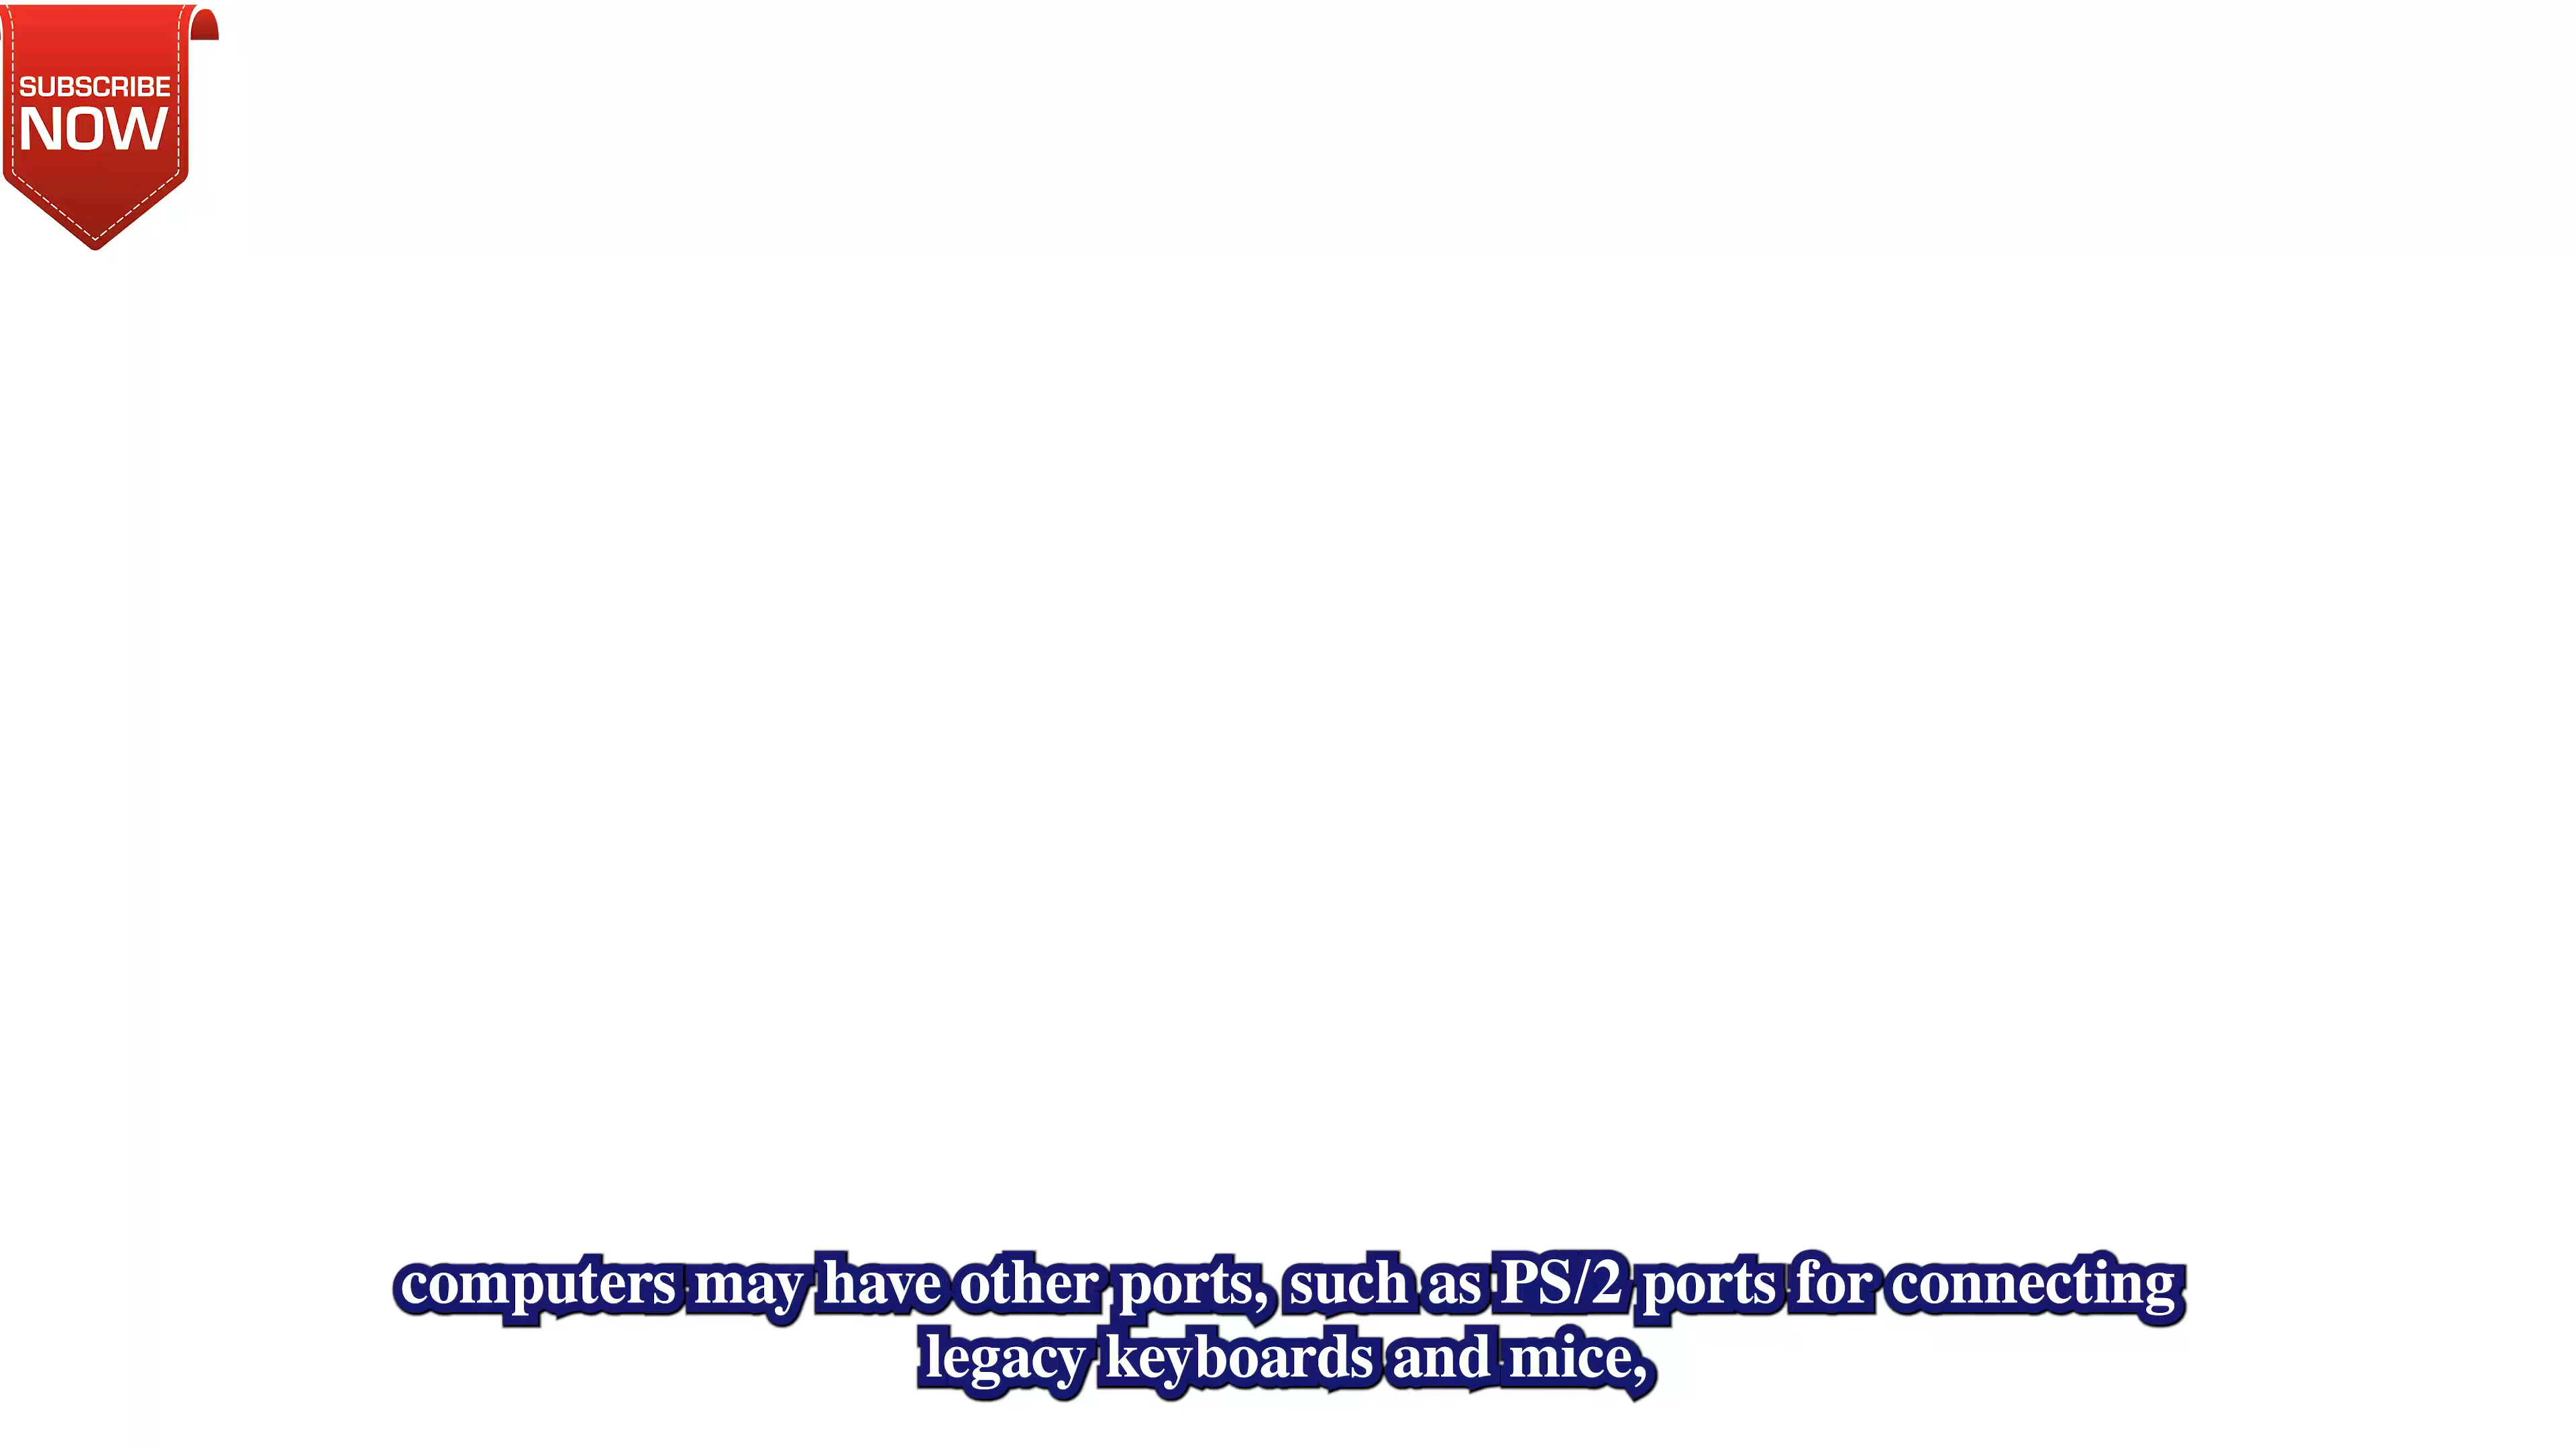 SUBSCRIBE
NOW
computers may have other ports, such as PS/2 ports for connecting
legacy keyboards and mice,